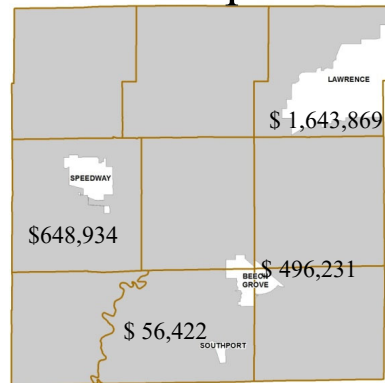 LAWRENCE
$ 1,643,869
SPEEDWAY
$648,934
$ 496,231
BEECH
GROVE
$ 56,422
SOUTHPORT